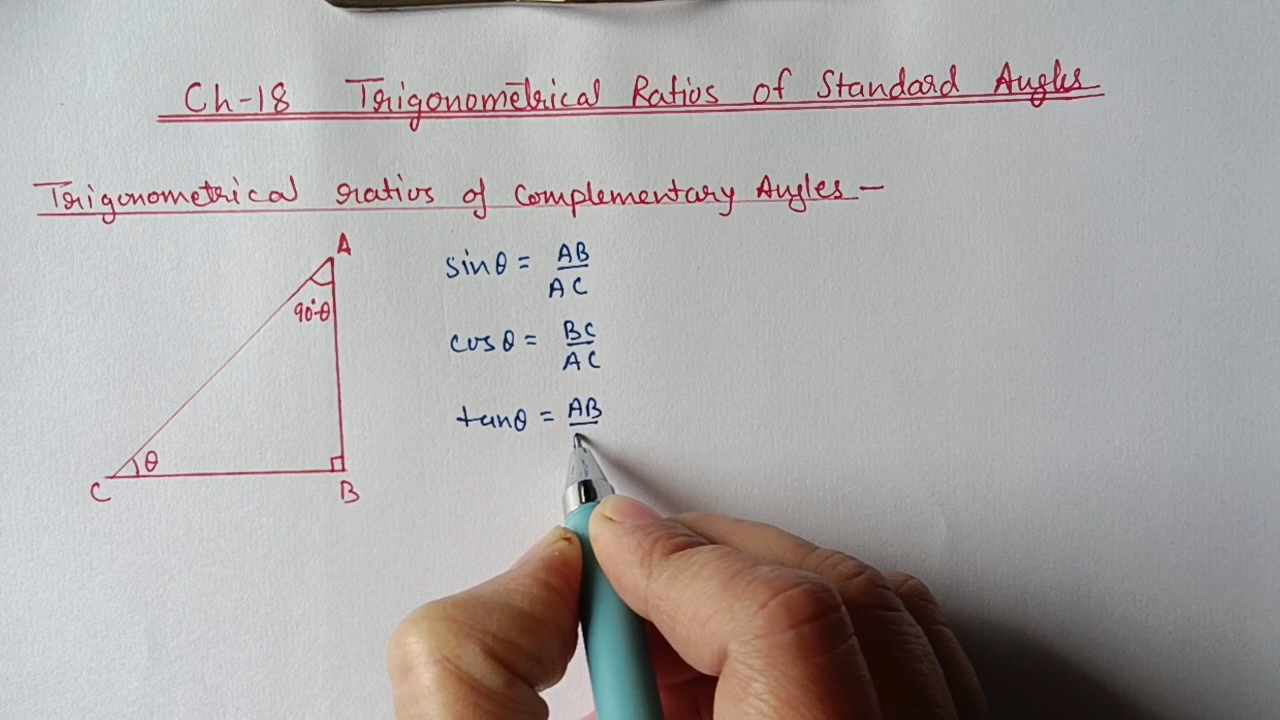 Ch-18 Trigonometrical Ratios of Standard Angles
Trigonometrical ratios of Complementary Angles -
A
90°-θ
θ
C
B
sinθ = AB/AC
cosθ = BC/AC
tanθ = AB/